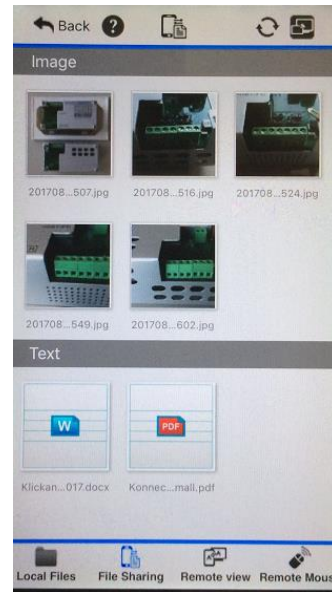 Back ?
Image
201708...507.jpg 201708...516.jpg 201708...524.jpg
201708...549.jpg 201708...602.jpg
Text
W PDF
Klickan...017.docx Konnec...mall.pdf
Local Files File Sharing Remote view Remote Mous